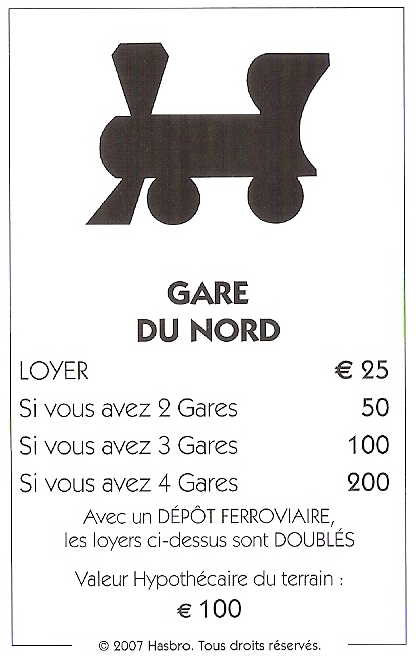 GARE
DU NORD
LOYER € 25
Si vous avez 2 Gares 50
Si vous avez 3 Gares 100
Si vous avez 4 Gares 200
Avec un DÉPÔT FERROVIAIRE,
les loyers ci-dessus sont DOUBLÉS
Valeur Hypothécaire du terrain :
€ 100
© 2007 Hasbro. Tous droits réservés.